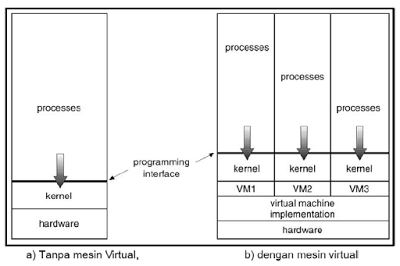 processes
programming
interface
kernel
hardware
processes
processes
processes
kernel
kernel
kernel
VM1
VM2
VM3
virtual machine
implementation
hardware
a) Tanpa mesin Virtual,
b) dengan mesin virtual